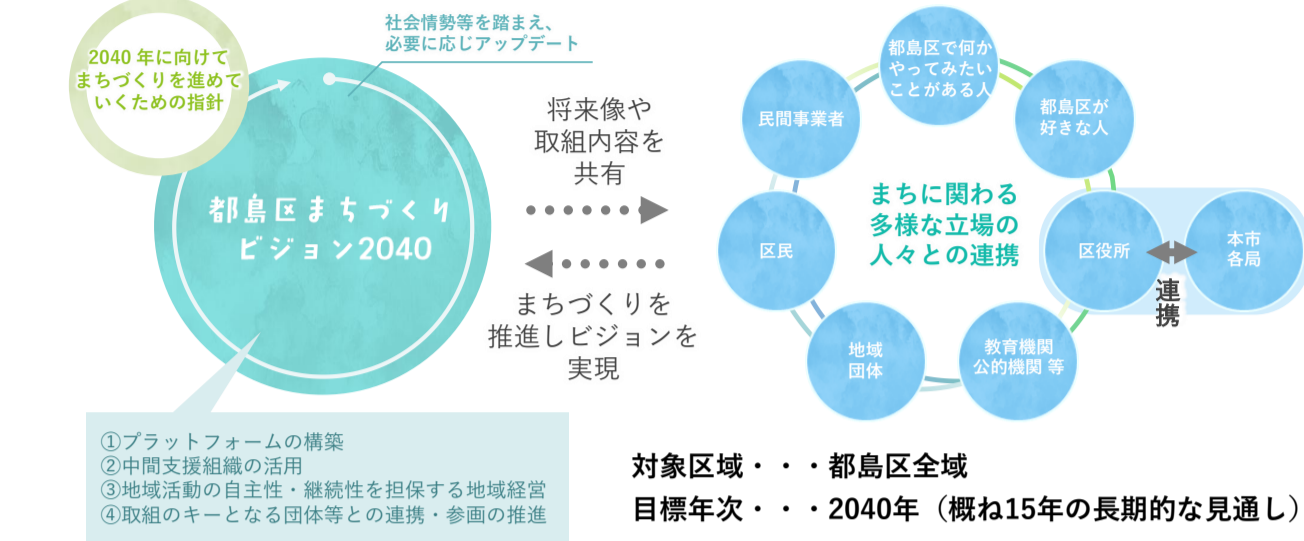 2040 年に向けて
まちづくりを進めて
いくための指針
社会情勢等を踏まえ、
必要に応じアップデート
都島区まちづくり
ビジョン2040
①プラットフォームの構築
②中間支援組織の活用
③地域活動の自主性・継続性を担保する地域経営
④取組のキーとなる団体等との連携・参画の推進
将来像や
取組内容を
共有
まちづくりを
推進しビジョンを
実現
都島区で何か
やってみたい
ことがある人
民間事業者
都島区が
好きな人
まちに関わる
多様な立場の
人々との連携
区民
区役所
本市
各局
連携
地域
団体
教育機関
公的機関 等
対象区域・・・都島区全域
目標年次・・・2040年（概ね15年の長期的な見通し）